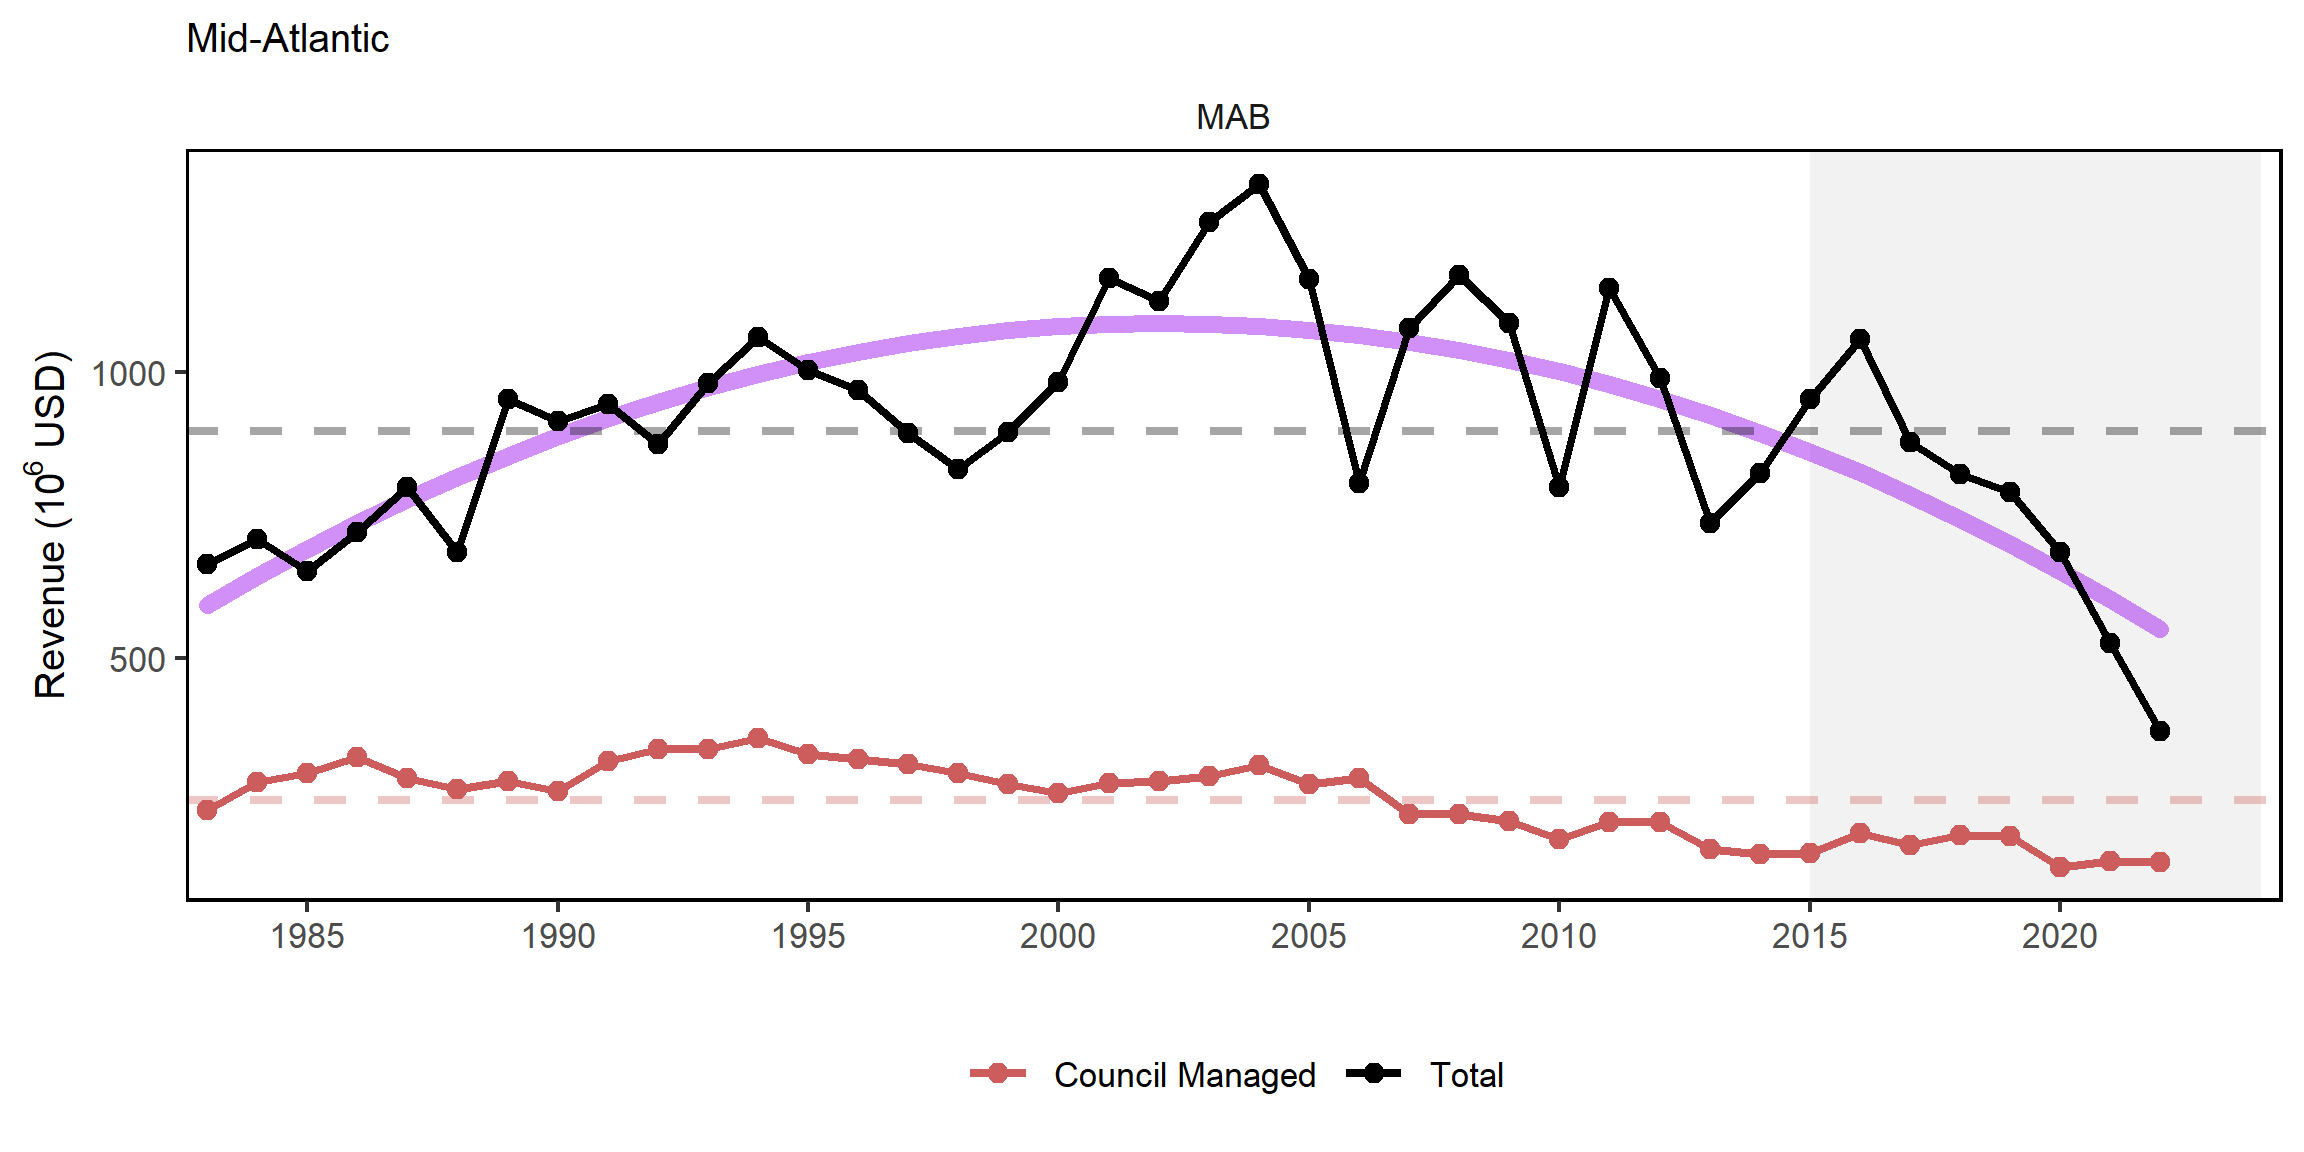 Mid-Atlantic
MAB
Revenue (10⁶ USD)
1000
500
1985 1990 1995 2000 2005 2010 2015 2020
Council Managed Total